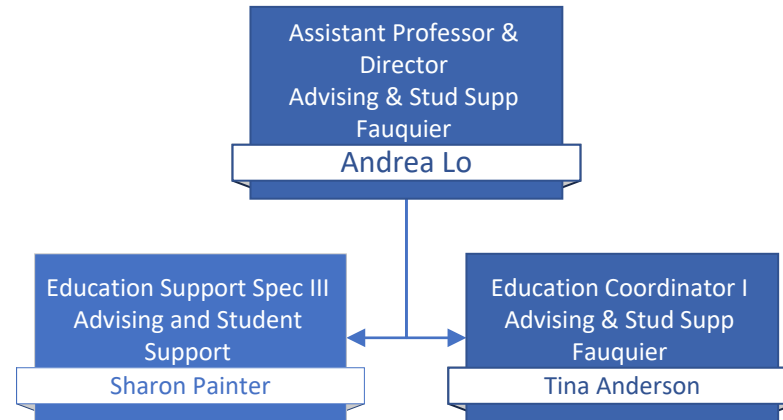 Assistant Professor &
Director
Advising & Stud Supp
Fauquier
Andrea Lo
Education Support Spec III
Advising and Student
Support
Sharon Painter
Education Coordinator I
Advising & Stud Supp
Fauquier
Tina Anderson